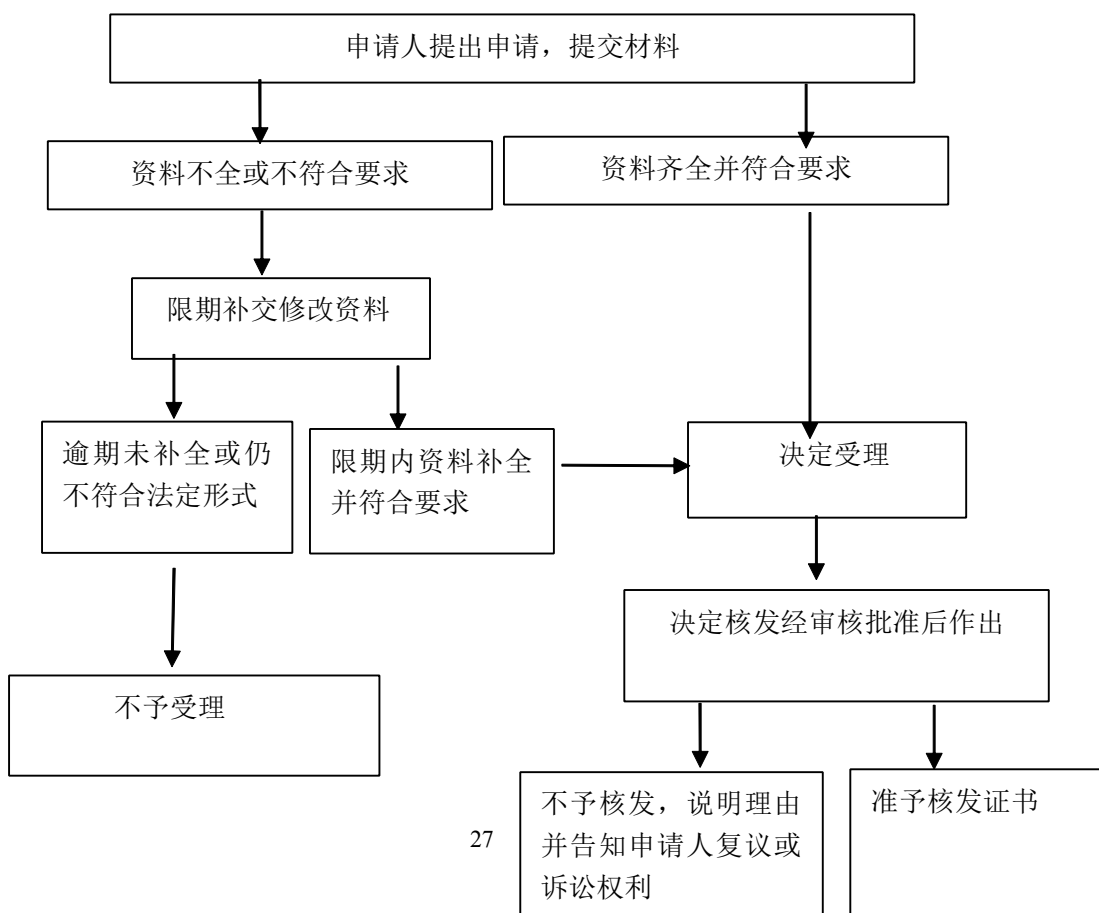 申请人提出申请，提交材料
资料不全或不符合要求
资料齐全并符合要求
限期补交修改资料
逾期未补全或仍
不符合法定形式
限期内资料补全
并符合要求
决定受理
决定核发经审核批准后作出
不予受理
不予核发，说明理由
并告知申请人复议或
诉讼权利
准予核发证书
27